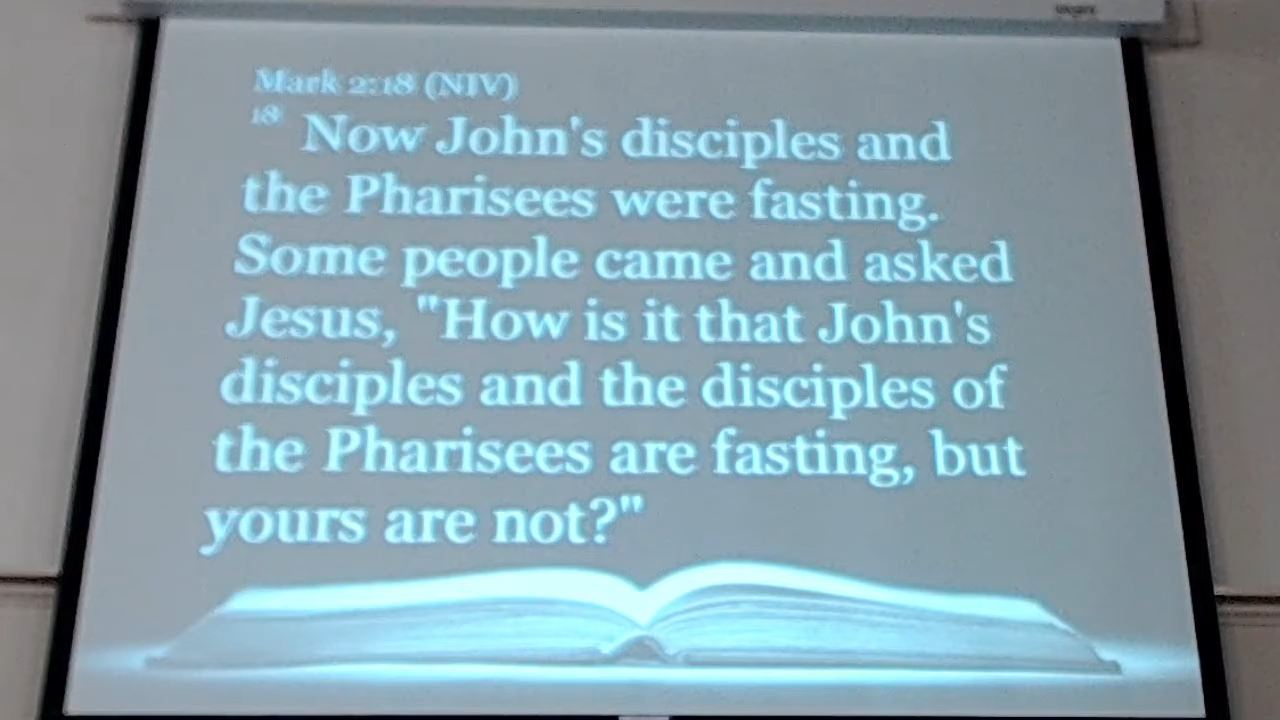 Mark 2:18 (NIV)
18 Now John's disciples and
the Pharisees were fasting.
Some people came and asked
Jesus, "How is it that John's
disciples and the disciples of
the Pharisees are fasting, but
yours are not?"